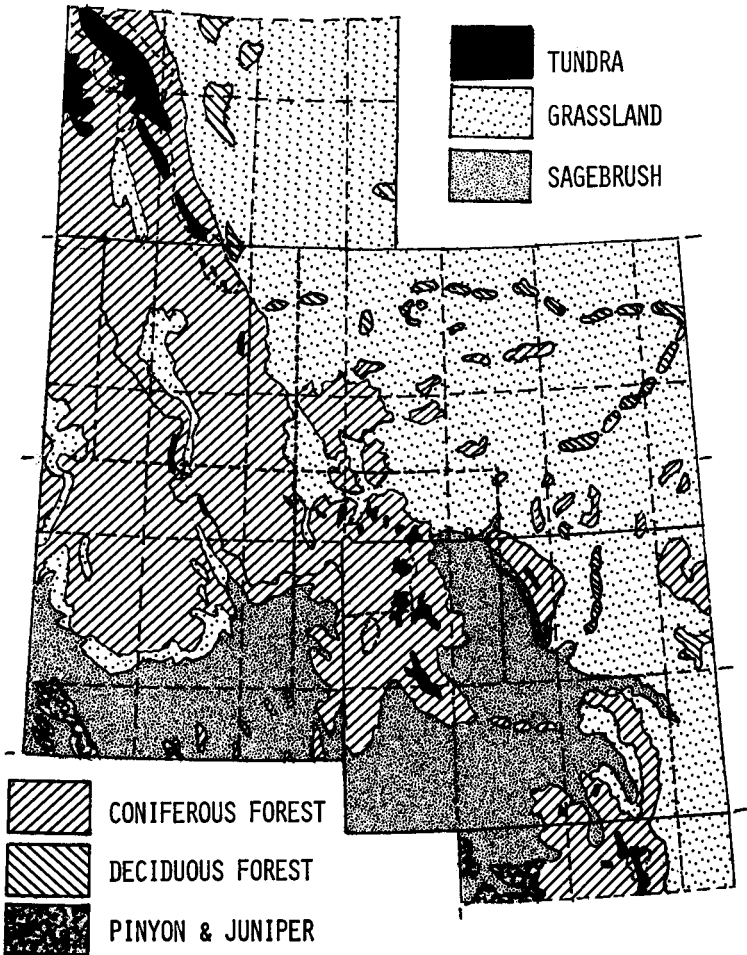 TUNDRA
GRASSLAND
SAGEBRUSH
CONIFEROUS FOREST
DECIDUOUS FOREST
PINYON & JUNIPER